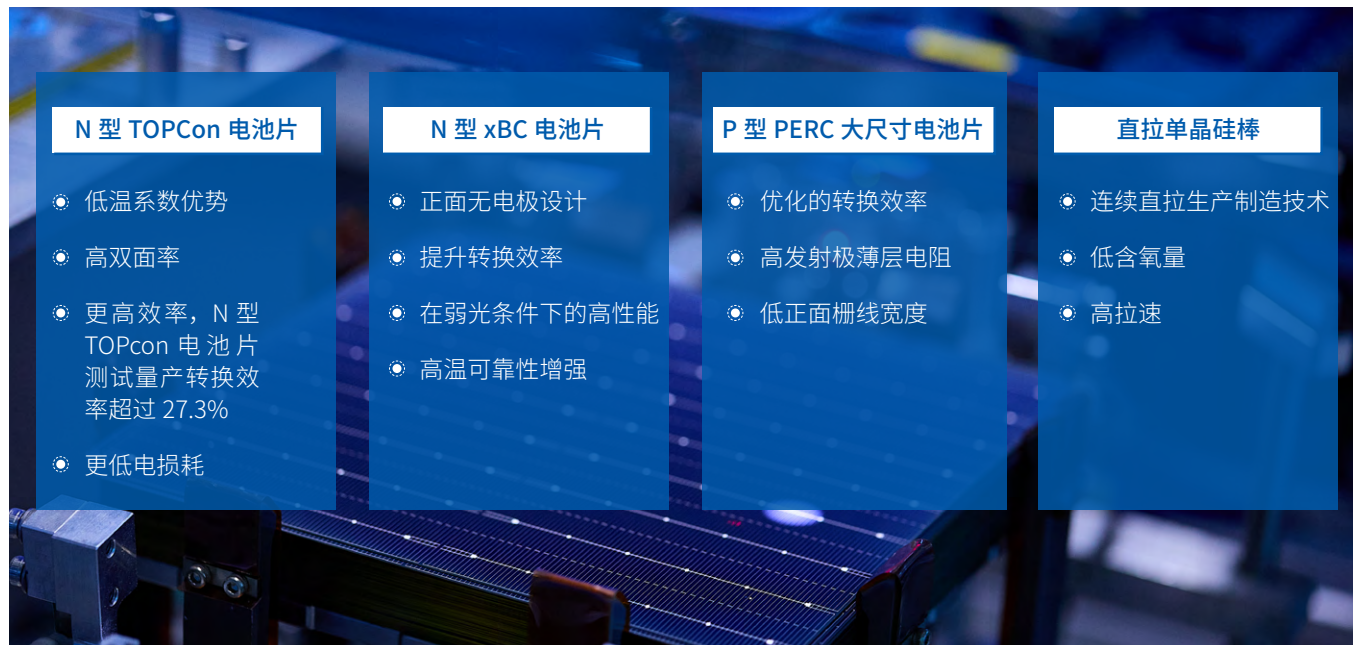 N 型 TOPCon 电池片
低温系数优势
高双面率
更高效率，N 型
TOPcon 电池片
测试量产转换效
率超过 27.3%
更低电损耗
N 型 xBC 电池片
正面无电极设计
提升转换效率
在弱光条件下的高性能
高温可靠性增强
P 型 PERC 大尺寸电池片
优化的转换效率
高发射极薄层电阻
低正面栅线宽度
直拉单晶硅棒
连续直拉生产制造技术
低含氧量
高拉速